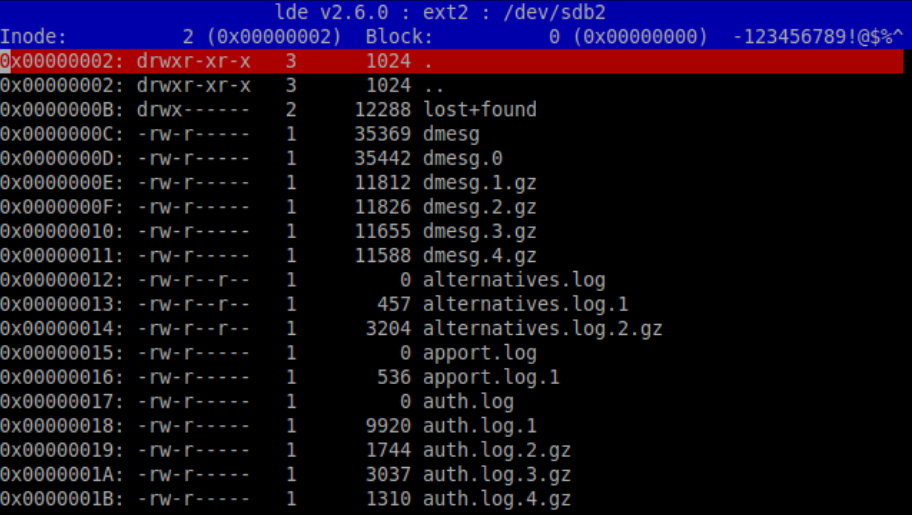 lde v2.6.0 : ext2 : /dev/sdb2
Inode: 2 (0x00000002) Block: 0 (0x00000000) -123456789!@$%^
0x00000002: drwxr-xr-x 3 1024 .
0x00000002: drwxr-xr-x 3 1024 ..
0x0000000B: drwx------ 2 12288 lost+found
0x0000000C: -rw-r----- 1 35369 dmesg
0x0000000D: -rw-r----- 1 35442 dmesg.0
0x0000000E: -rw-r----- 1 11812 dmesg.1.gz
0x0000000F: -rw-r----- 1 11826 dmesg.2.gz
0x00000010: -rw-r----- 1 11655 dmesg.3.gz
0x00000011: -rw-r----- 1 11588 dmesg.4.gz
0x00000012: -rw-r--r-- 1 0 alternatives.log
0x00000013: -rw-r--r-- 1 457 alternatives.log.1
0x00000014: -rw-r--r-- 1 3204 alternatives.log.2.gz
0x00000015: -rw-r----- 1 0 apport.log
0x00000016: -rw-r----- 1 536 apport.log.1
0x00000017: -rw-r----- 1 0 auth.log
0x00000018: -rw-r----- 1 9920 auth.log.1
0x00000019: -rw-r----- 1 1744 auth.log.2.gz
0x0000001A: -rw-r----- 1 3037 auth.log.3.gz
0x0000001B: -rw-r----- 1 1310 auth.log.4.gz